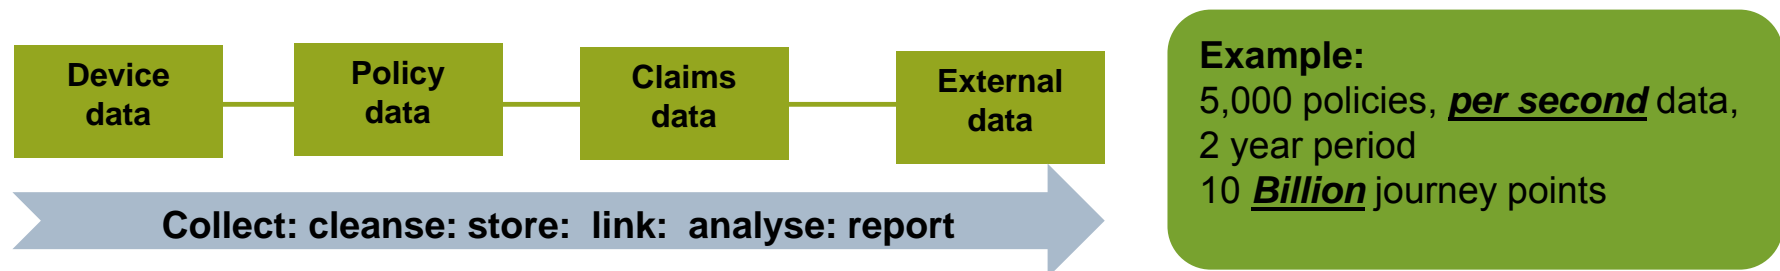 Device
data
Policy
data
Claims
data
External
data
Collect: cleanse: store: link: analyse: report
Example:
5,000 policies, per second data,
2 year period
10 Billion journey points